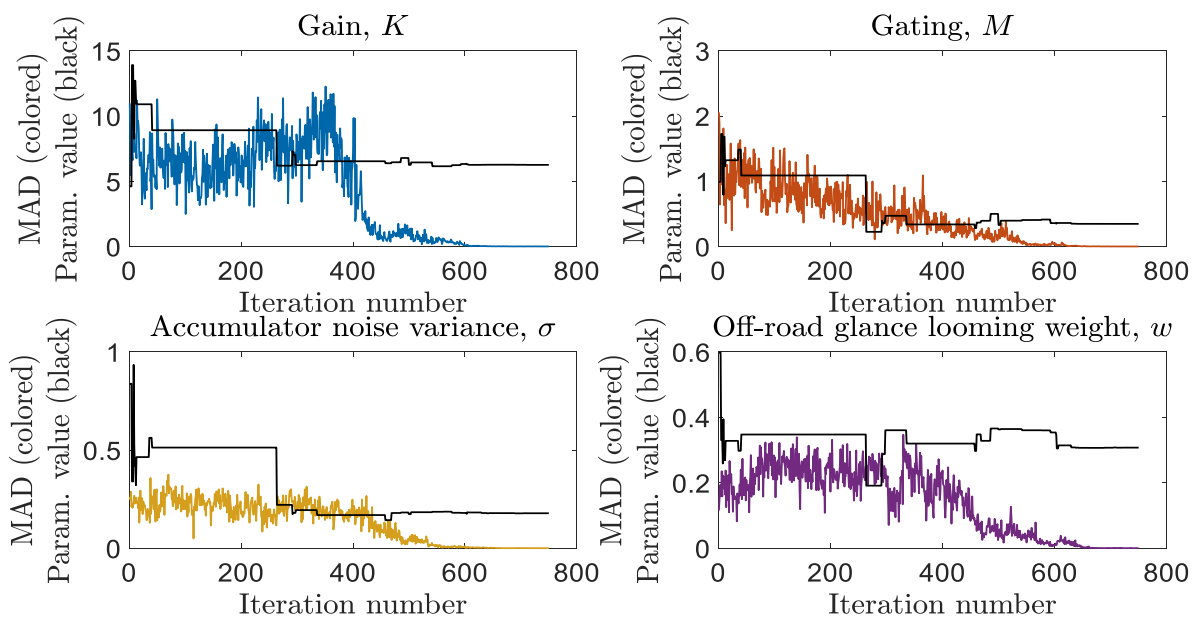 Gain, K
MAD (colored)
Param. value (black)
15
10
5
0
0 200 400 600 800
Iteration number
Gating, M
MAD (colored)
Param. value (black)
3
2
1
0
0 200 400 600 800
Iteration number
Accumulator noise variance, σ
MAD (colored)
Param. value (black)
1
0.5
0
0 200 400 600 800
Iteration number
Off-road glance looming weight, w
MAD (colored)
Param. value (black)
0.6
0.4
0.2
0
0 200 400 600 800
Iteration number